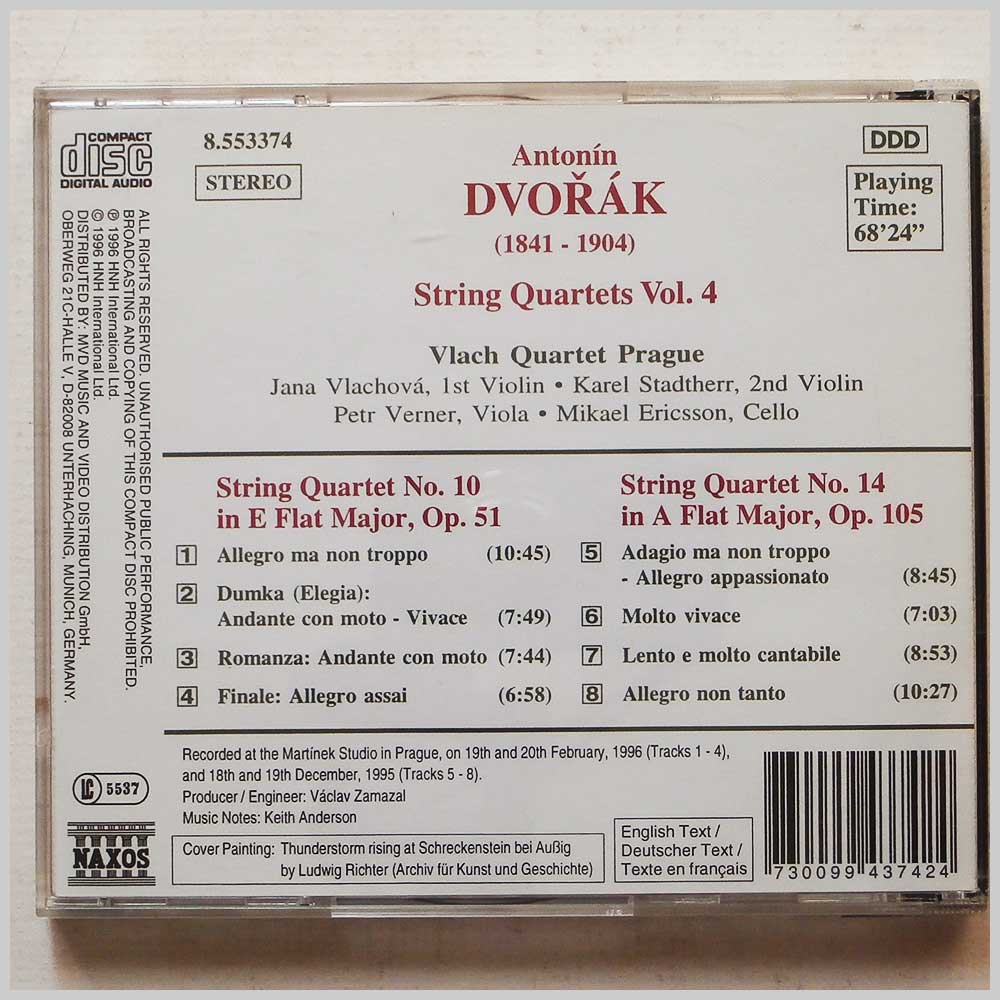 COMPACT
disc
DIGITAL AUDIO
8.553374
STEREO
DDD
Playing
Time:
68'24"
Antonín
DVOŘÁK
(1841 - 1904)
String Quartets Vol. 4
Vlach Quartet Prague
Jana Vlachová, 1st Violin • Karel Stadtherr, 2nd Violin
Petr Verner, Viola • Mikael Ericsson, Cello
String Quartet No. 10
in E Flat Major, Op. 51
1 Allegro ma non troppo (10:45)
2 Dumka (Elegia):
Andante con moto - Vivace (7:49)
3 Romanza: Andante con moto (7:44)
4 Finale: Allegro assai (6:58)
String Quartet No. 14
in A Flat Major, Op. 105
5 Adagio ma non troppo
- Allegro appassionato (8:45)
6 Molto vivace (7:03)
7 Lento e molto cantabile (8:53)
8 Allegro non tanto (10:27)
ALL RIGHTS RESERVED. UNAUTHORISED PUBLIC PERFORMANCE,
BROADCASTING AND COPYING OF THIS COMPACT DISC PROHIBITED.
℗ 1996 HNH International Ltd.
© 1996 HNH International Ltd.
DISTRIBUTED BY: MVD MUSIC AND VIDEO DISTRIBUTION GmbH,
OBERWEG 21C-HALLE V, D-82008 UNTERHACHING, MUNICH, GERMANY.
LC 5537
NAXOS
Recorded at the Martínek Studio in Prague, on 19th and 20th February, 1996 (Tracks 1 - 4),
and 18th and 19th December, 1995 (Tracks 5 - 8).
Producer / Engineer: Václav Zamazal
Music Notes: Keith Anderson
Cover Painting: Thunderstorm rising at Schreckenstein bei Außig
by Ludwig Richter (Archiv für Kunst und Geschichte)
English Text /
Deutscher Text /
Texte en français
730099 437424